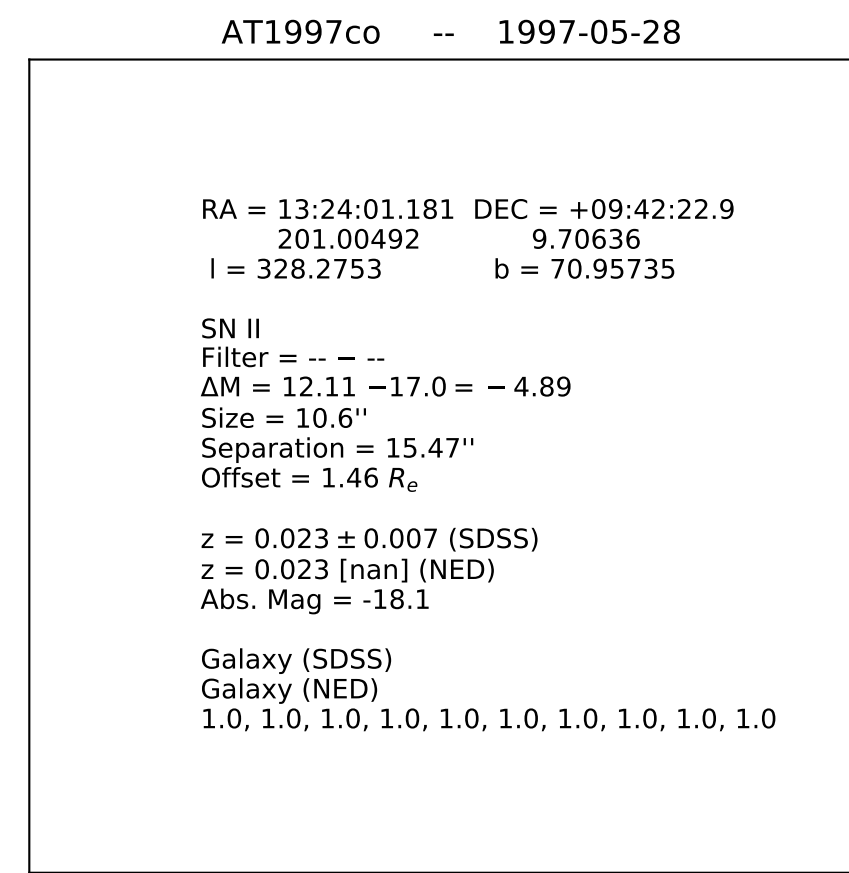 AT1997co -- 1997-05-28
RA = 13:24:01.181 DEC = +09:42:22.9
201.00492 9.70636
l = 328.2753 b = 70.95735
SN II
Filter = -- − --
ΔM = 12.11 −17.0 = − 4.89
Size = 10.6''
Separation = 15.47''
Offset = 1.46 Re
z = 0.023 ± 0.007 (SDSS)
z = 0.023 [nan] (NED)
Abs. Mag = -18.1
Galaxy (SDSS)
Galaxy (NED)
1.0, 1.0, 1.0, 1.0, 1.0, 1.0, 1.0, 1.0, 1.0, 1.0